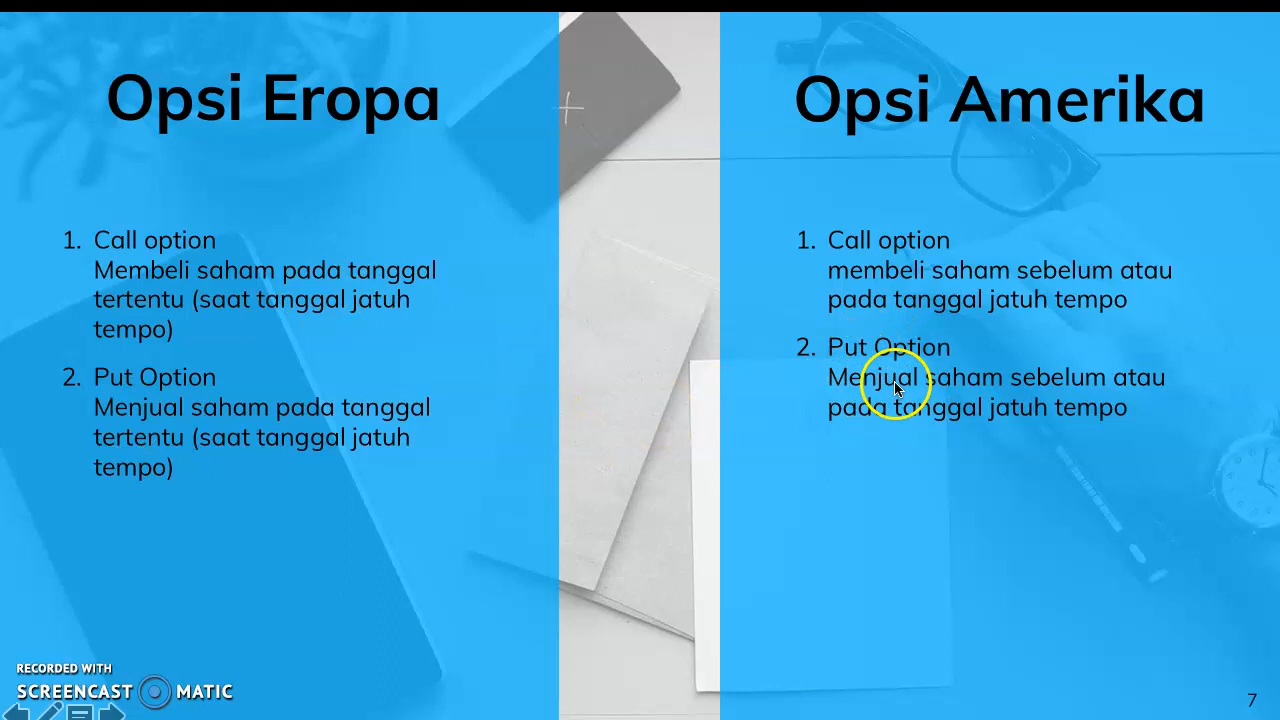 Opsi Eropa
1. Call option
Membeli saham pada tanggal
tertentu (saat tanggal jatuh
tempo)
2. Put Option
Menjual saham pada tanggal
tertentu (saat tanggal jatuh
tempo)
Opsi Amerika
1. Call option
membeli saham sebelum atau
pada tanggal jatuh tempo
2. Put Option
Menjual saham sebelum atau
pada tanggal jatuh tempo
RECORDED WITH
SCREENCAST MATIC
7